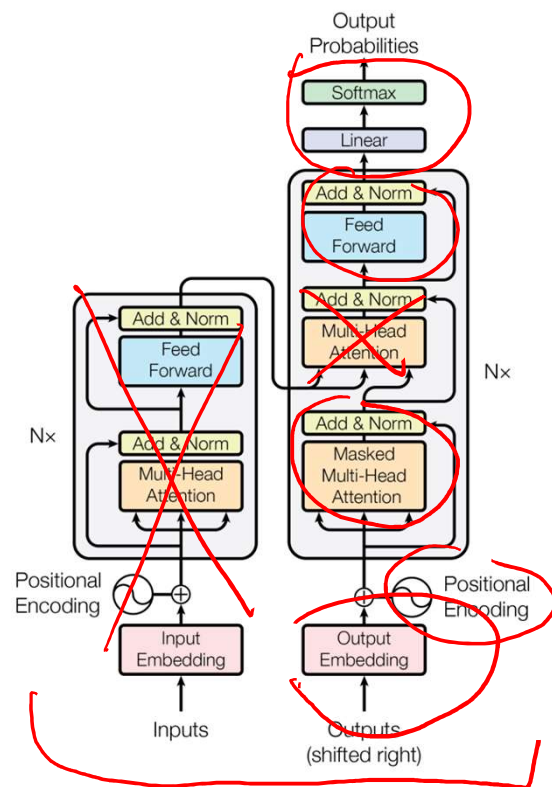 Output
Probabilities
Softmax
Linear
Add & Norm
Feed
Forward
Add & Norm
Multi-Head
Attention
Add & Norm
Masked
Multi-Head
Attention
Nx
Positional
Encoding
Output
Embedding
Outputs
(shifted right)
Add & Norm
Feed
Forward
Add & Norm
Multi-Head
Attention
Nx
Positional
Encoding
Input
Embedding
Inputs